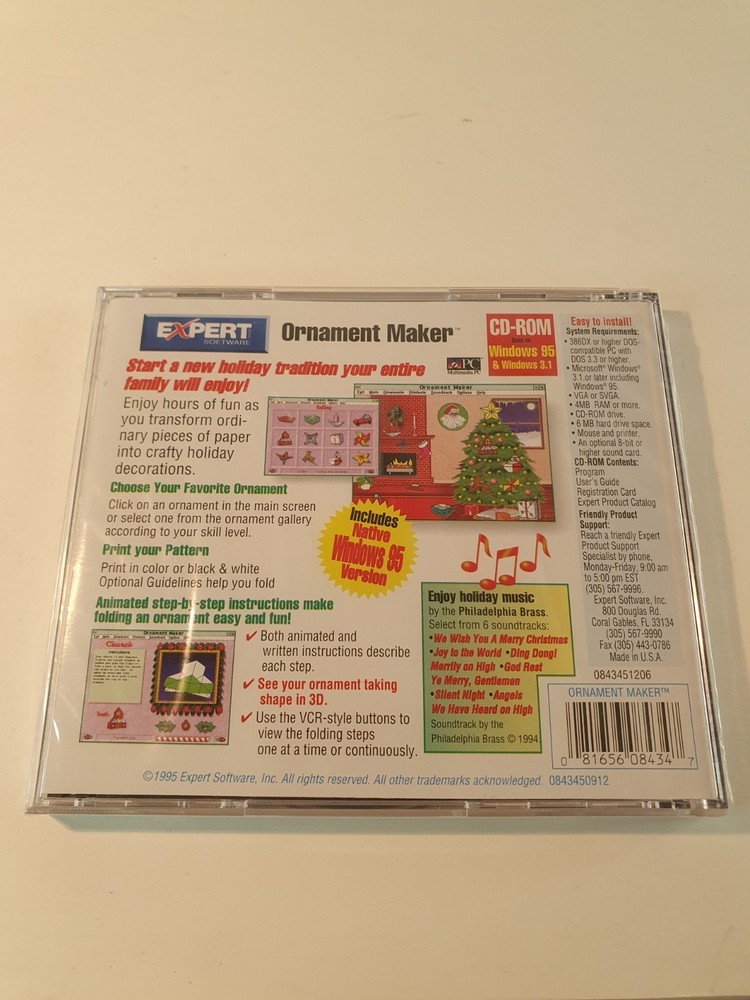 EXPERT
SOFTWARE
Ornament Maker™
CD-ROM
Windows 95
& Windows 3.1
PC
Multimedia PC
Start a new holiday tradition your entire
family will enjoy!
Enjoy hours of fun as
you transform ordi-
nary pieces of paper
into crafty holiday
decorations.
Choose Your Favorite Ornament
Click on an ornament in the main screen
or select one from the ornament gallery
according to your skill level.
Print your Pattern
Print in color or black & white
Optional Guidelines help you fold
Animated step-by-step instructions make
folding an ornament easy and fun!
Ornament Maker
Ornament Maker
Church
✔ Both animated and
written instructions describe
each step.
✔ See your ornament taking
shape in 3D.
✔ Use the VCR-style buttons to
view the folding steps
one at a time or continuously.
Includes
Native
Windows 95
Version
Enjoy holiday music
by the Philadelphia Brass.
Select from 6 soundtracks:
•We Wish You A Merry Christmas
•Joy to the World •Ding Dong!
Merrily on High •God Rest
Ye Merry, Gentlemen
•Silent Night •Angels
We Have Heard on High
Soundtrack by the
Philadelphia Brass © 1994
Easy to install!
System Requirements:
• 386DX or higher DOS-
compatible PC with
DOS 3.3 or higher.
• Microsoft® Windows®
3.1 or later including
Windows® 95.
• VGA or SVGA.
• 4MB RAM or more.
• CD-ROM drive.
• 6 MB hard drive space.
• Mouse and printer.
• An optional 8-bit or
higher sound card.
CD-ROM Contents:
Program
User's Guide
Registration Card
Expert Product Catalog
Friendly Product
Support:
Reach a friendly Expert
Product Support
Specialist by phone,
Monday-Friday, 9:00 am
to 5:00 pm EST
(305) 567-9996.
Expert Software, Inc.
800 Douglas Rd.
Coral Gables, FL 33134
(305) 567-9990
Fax (305) 443-0786
Made in U.S.A.
0843451206
ORNAMENT MAKER™
0 81656 08434 7
©1995 Expert Software, Inc. All rights reserved. All other trademarks acknowledged. 0843450912